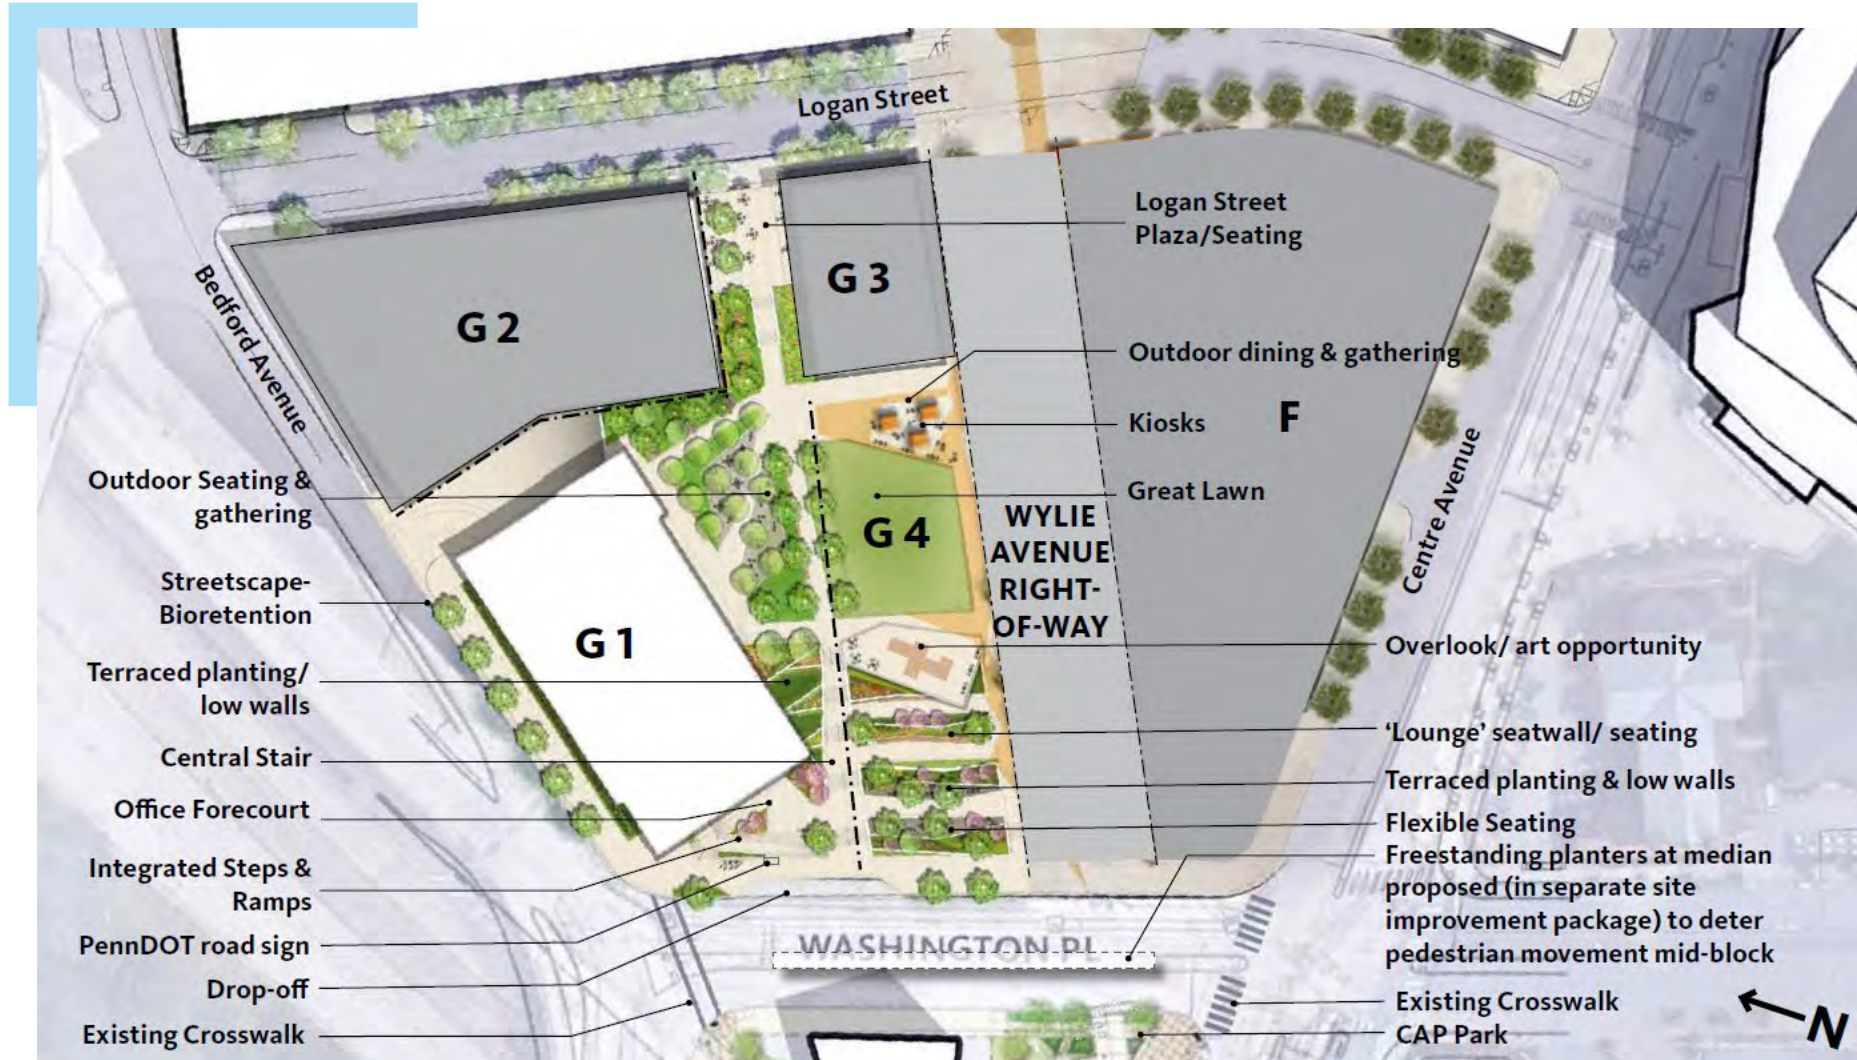 Logan Street
Logan Street
Plaza/Seating
G 3
G 2
Bedford Avenue
Outdoor dining & gathering
Kiosks
F
Great Lawn
Centre Avenue
WYLIE
AVENUE
RIGHT-
OF-WAY
G 4
G 1
Outdoor Seating &
gathering
Streetscape-
Bioretention
Terraced planting/
low walls
Central Stair
Office Forecourt
Integrated Steps &
Ramps
PennDOT road sign
Drop-off
Existing Crosswalk
Overlook/ art opportunity
‘Lounge’ seatwall/ seating
Terraced planting & low walls
Flexible Seating
Freestanding planters at median
proposed (in separate site
improvement package) to deter
pedestrian movement mid-block
Existing Crosswalk
CAP Park
WASHINGTON PL
N